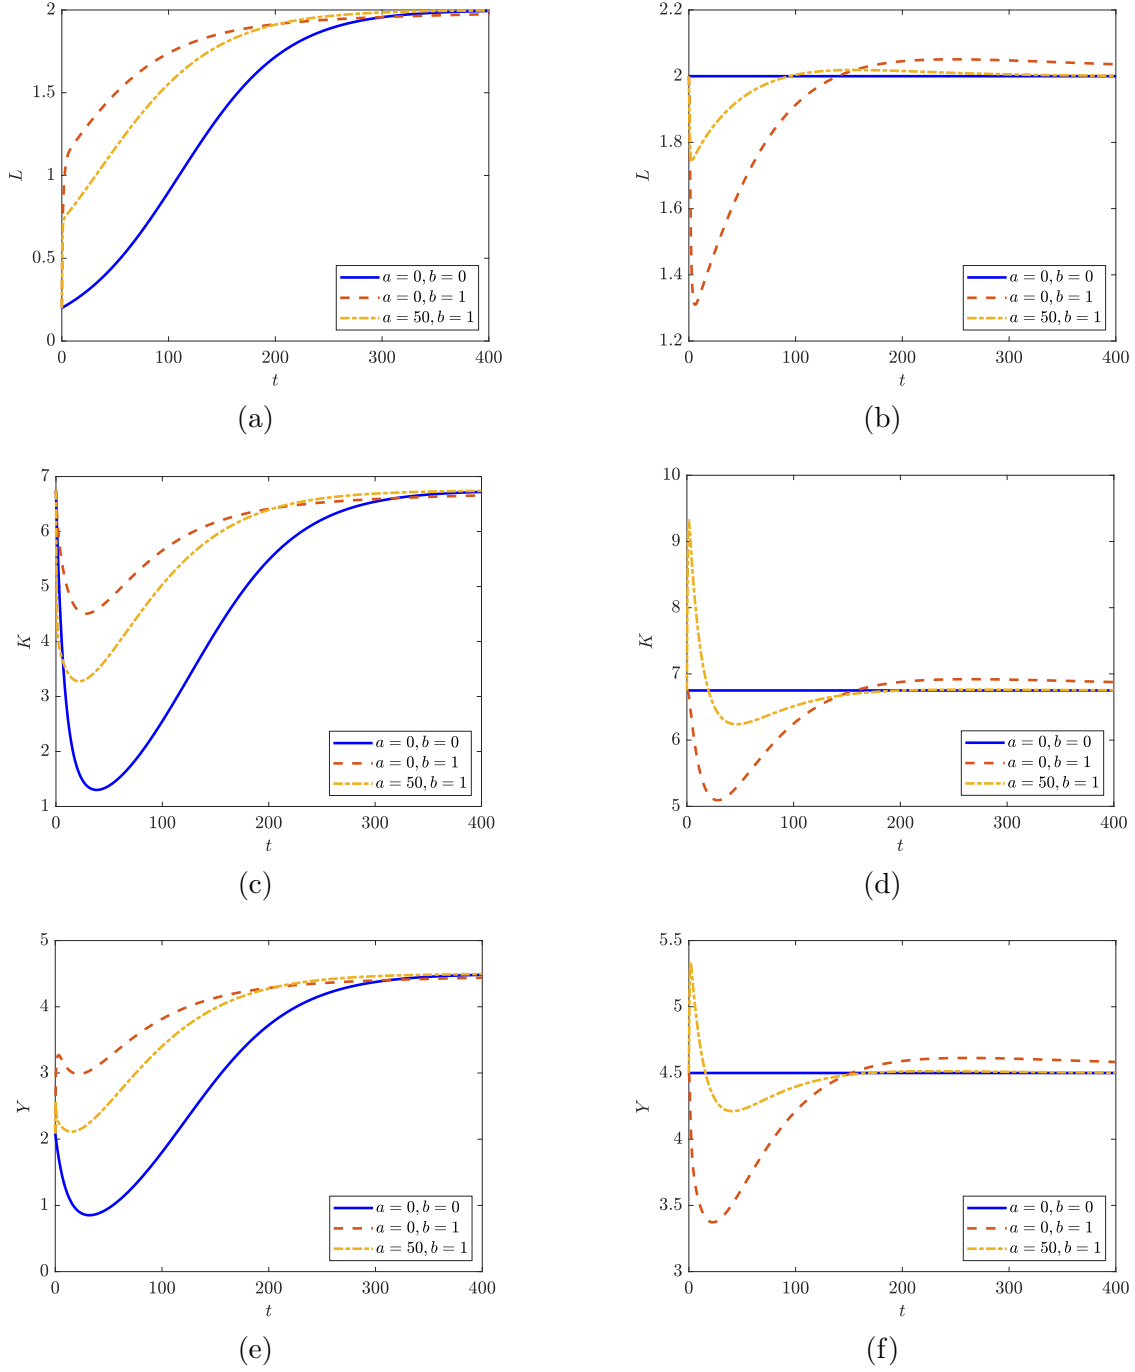 2
1.5
1
0.5
0
L
0
100
200
300
400
t
a = 0, b = 0
a = 0, b = 1
a = 50, b = 1
(a)
2.2
2
1.8
1.6
1.4
1.2
L
0
100
200
300
400
t
a = 0, b = 0
a = 0, b = 1
a = 50, b = 1
(b)
7
6
5
4
3
2
1
K
0
100
200
300
400
t
a = 0, b = 0
a = 0, b = 1
a = 50, b = 1
(c)
10
9
8
7
6
5
K
0
100
200
300
400
t
a = 0, b = 0
a = 0, b = 1
a = 50, b = 1
(d)
5
4
3
2
1
0
Y
0
100
200
300
400
t
a = 0, b = 0
a = 0, b = 1
a = 50, b = 1
(e)
5.5
5
4.5
4
3.5
3
Y
0
100
200
300
400
t
a = 0, b = 0
a = 0, b = 1
a = 50, b = 1
(f)